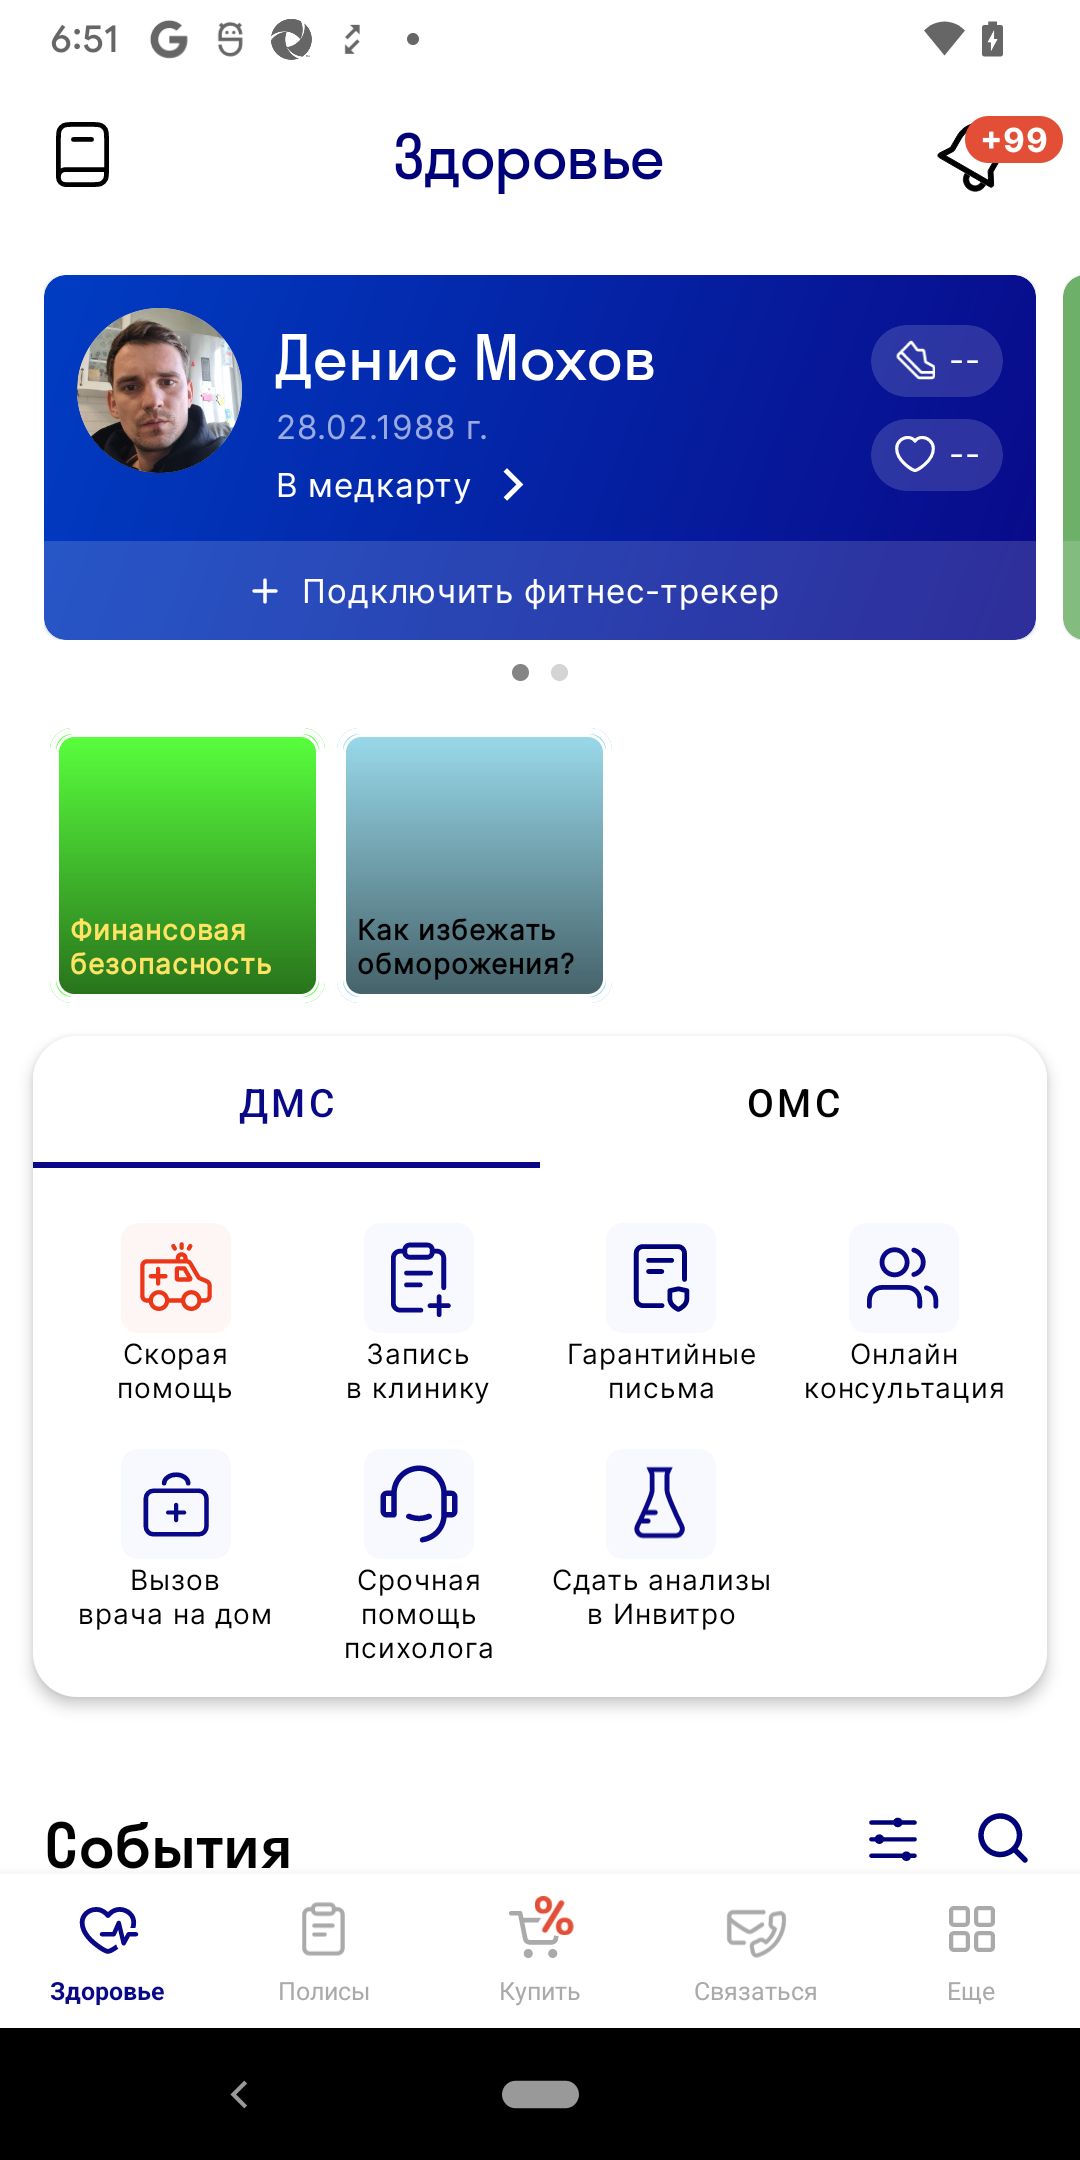 6:51
Здоровье
+99
Денис Мохов
28.02.1988 г.
В медкарту
--
--
+ Подключить фитнес-трекер
Финансовая
безопасность
Как избежать
обморожения?
ДМС
ОМС
Скорая
помощь
Запись
в клинику
Гарантийные
письма
Онлайн
консультация
Вызов
врача на дом
Срочная
помощь
психолога
Сдать анализы
в Инвитро
События
%
Здоровье
Полисы
Купить
Связаться
Еще